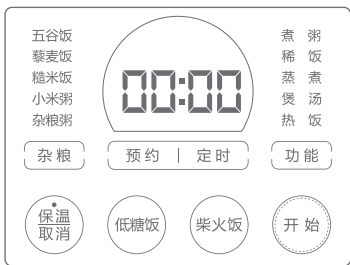 五谷饭
藜麦饭
糙米饭
小米粥
杂粮粥
00:00
煮 粥
稀 饭
蒸 煮
煲 汤
热 饭
杂 粮
预 约 | 定 时
功 能
保温
取消
低糖饭
柴火饭
开 始